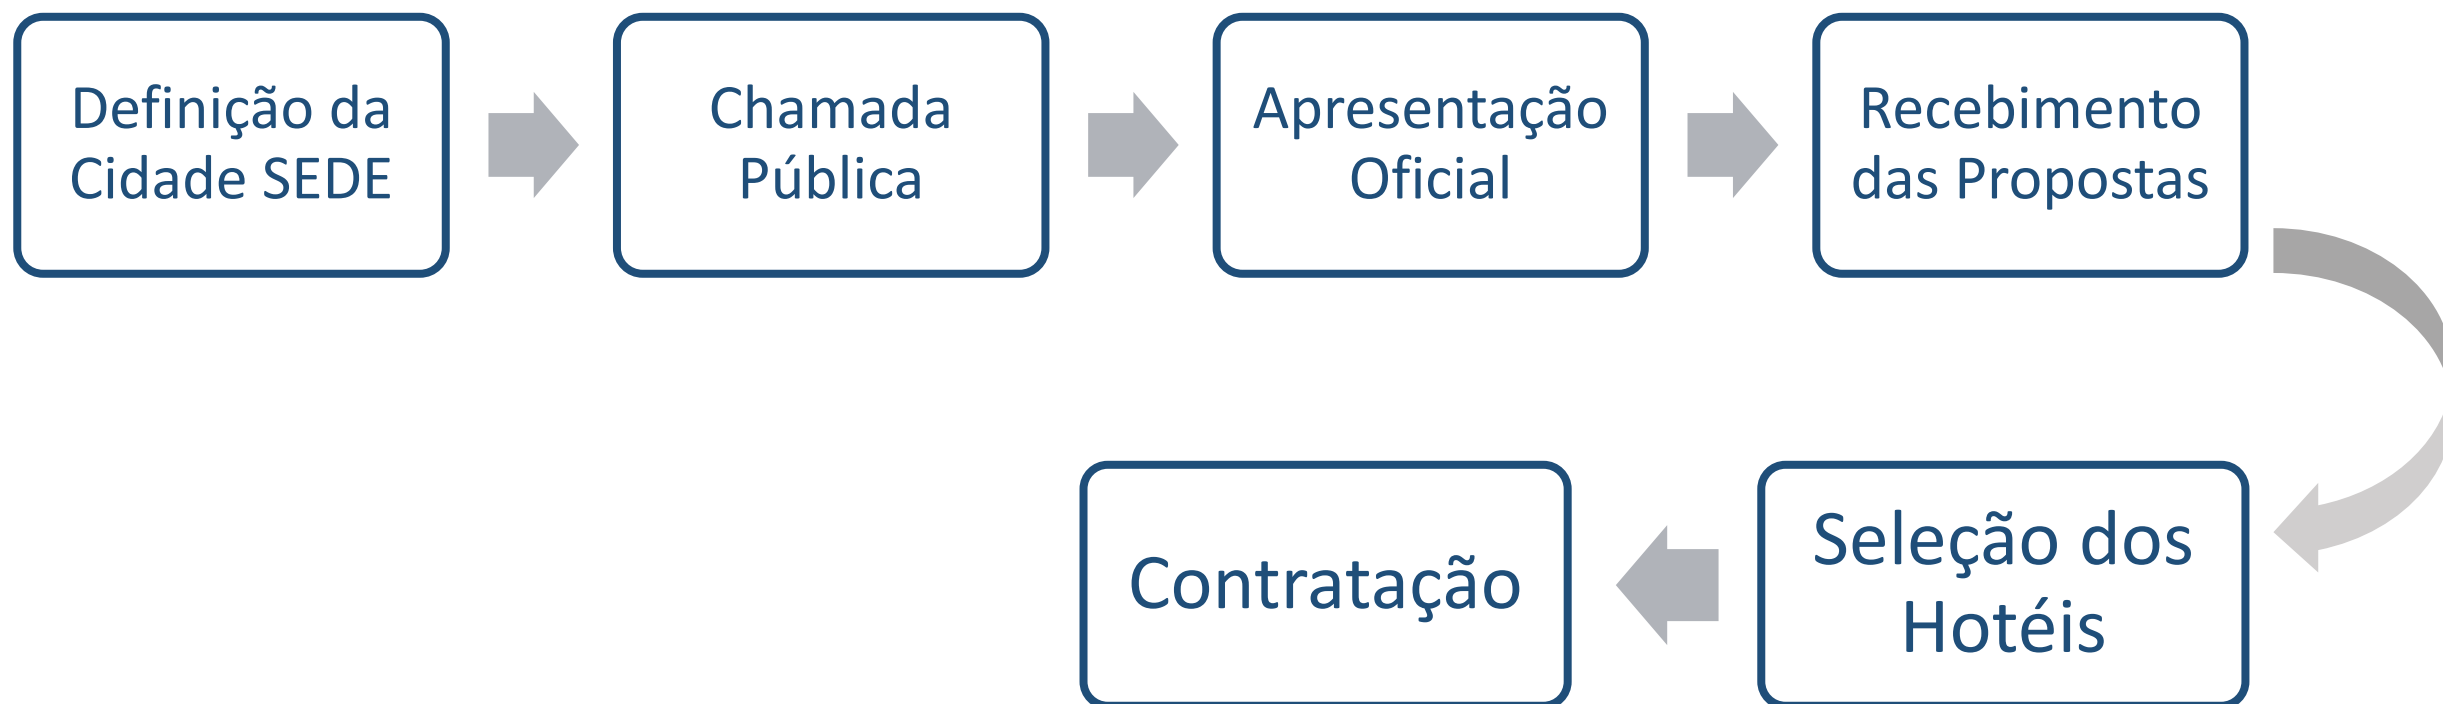 Definição da
Cidade SEDE
Chamada
Pública
Apresentação
Oficial
Recebimento
das Propostas
Seleção dos
Hotéis
Contratação